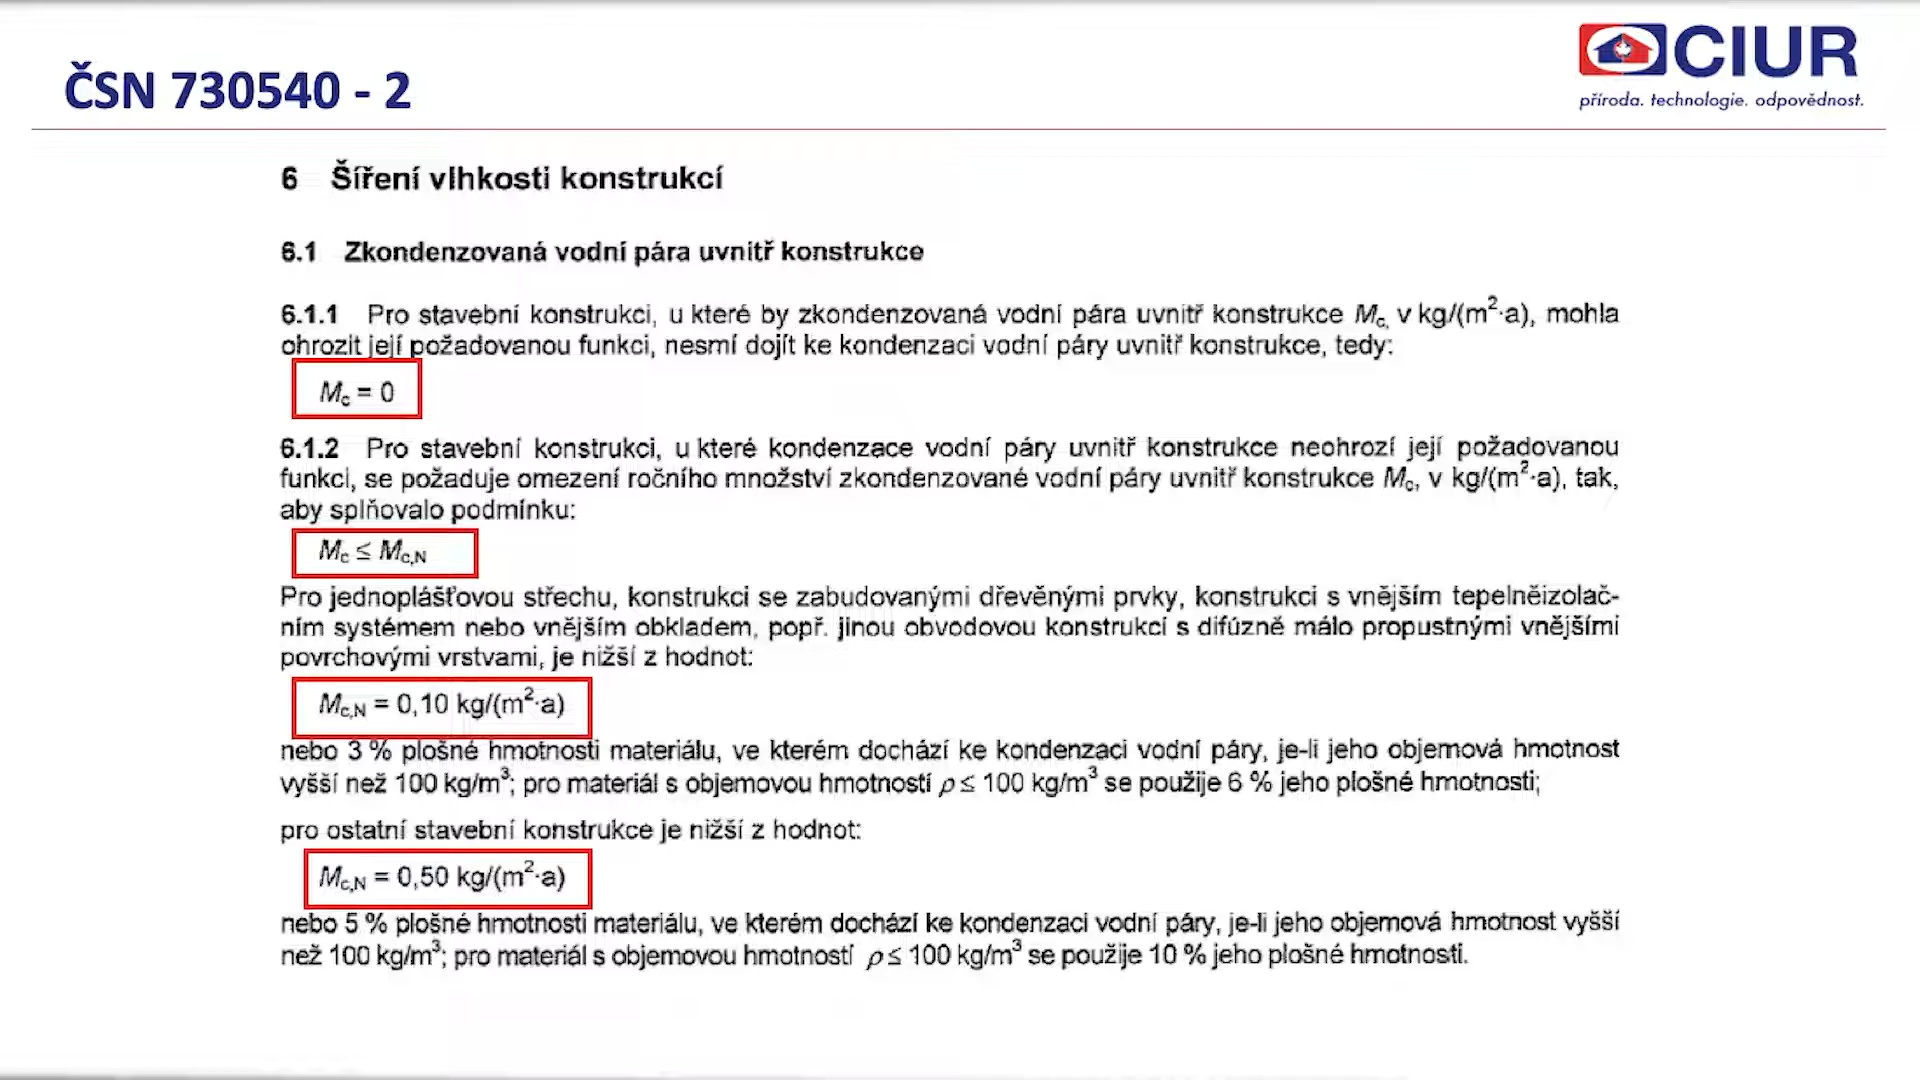 CIUR
příroda. technologie. odpovědnost.
ČSN 730540 - 2
6 Šíření vlhkosti konstrukcí
6.1 Zkondenzovaná vodní pára uvnitř konstrukce
6.1.1 Pro stavební konstrukci, u které by zkondenzovaná vodní pára uvnitř konstrukce Mc, v kg/(m²·a), mohla
ohrozit její požadovanou funkci, nesmí dojít ke kondenzaci vodní páry uvnitř konstrukce, tedy:
Mc = 0
6.1.2 Pro stavební konstrukci, u které kondenzace vodní páry uvnitř konstrukce neohrozí její požadovanou
funkci, se požaduje omezení ročního množství zkondenzované vodní páry uvnitř konstrukce Mc, v kg/(m²·a), tak,
aby splňovalo podmínku:
Mc ≤ Mc,N
Pro jednoplášťovou střechu, konstrukci se zabudovanými dřevěnými prvky, konstrukci s vnějším tepelněizolač-
ním systémem nebo vnějším obkladem, popř. jinou obvodovou konstrukcí s difúzně málo propustnými vnějšími
povrchovými vrstvami, je nižší z hodnot:
Mc,N = 0,10 kg/(m²·a)
nebo 3 % plošné hmotnosti materiálu, ve kterém dochází ke kondenzaci vodní páry, je-li jeho objemová hmotnost
vyšší než 100 kg/m³; pro materiál s objemovou hmotností ρ ≤ 100 kg/m³ se použije 6 % jeho plošné hmotnosti;
pro ostatní stavební konstrukce je nižší z hodnot:
Mc,N = 0,50 kg/(m²·a)
nebo 5 % plošné hmotnosti materiálu, ve kterém dochází ke kondenzaci vodní páry, je-li jeho objemová hmotnost vyšší
než 100 kg/m³; pro materiál s objemovou hmotností ρ ≤ 100 kg/m³ se použije 10 % jeho plošné hmotnosti.